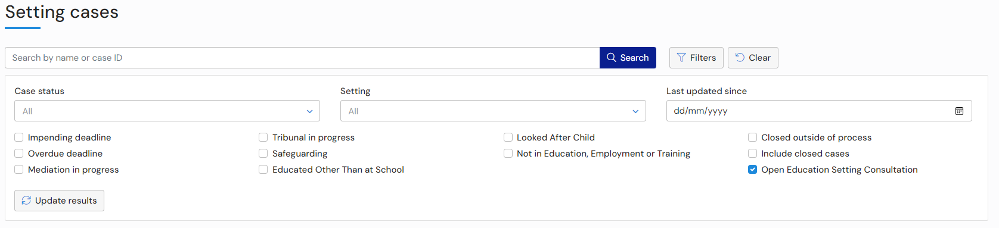 Setting cases
Search by name or case ID
Search
Filters
Clear
Case status
Setting
Last updated since
All
All
dd/mm/yyyy
Impending deadline
Tribunal in progress
Looked After Child
Closed outside of process
Overdue deadline
Safeguarding
Not in Education, Employment or Training
Include closed cases
Mediation in progress
Educated Other Than at School
Open Education Setting Consultation
Update results